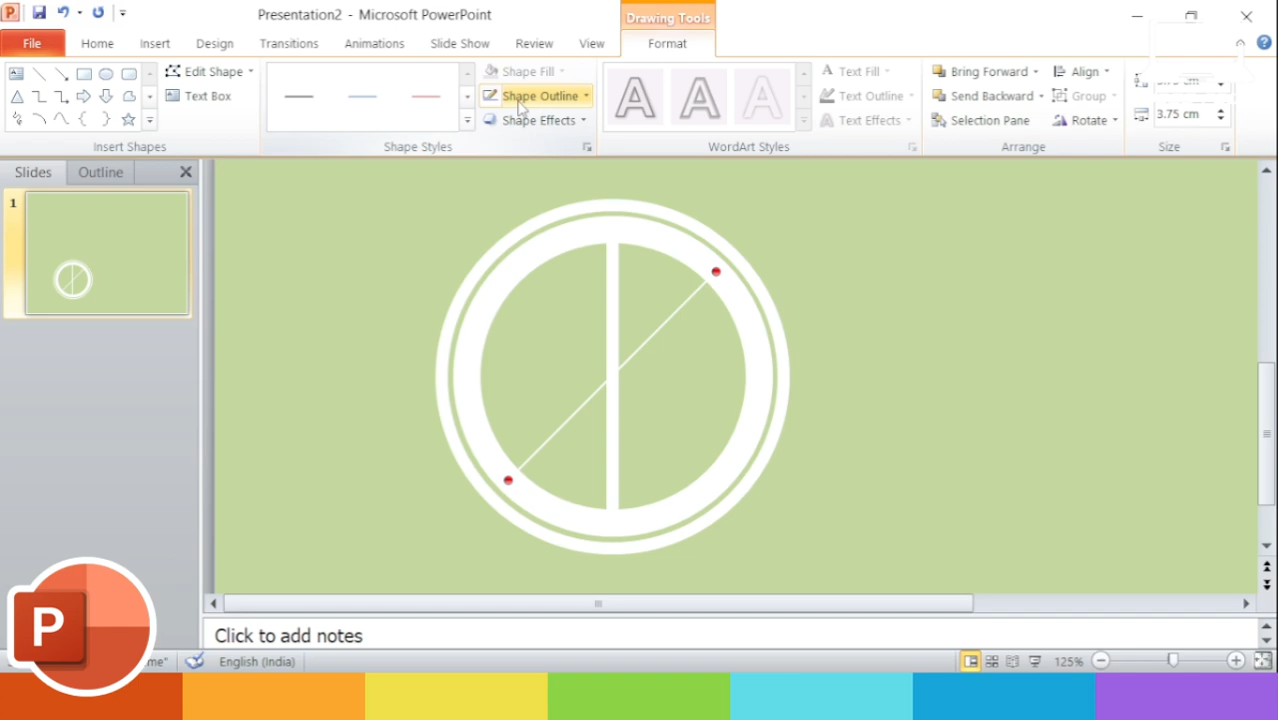 Presentation2 - Microsoft PowerPoint
Drawing Tools
File Home Insert Design Transitions Animations Slide Show Review View Format
Edit Shape
Text Box
Insert Shapes
Shape Fill
Shape Outline
Shape Effects
Shape Styles
A A A
Text Fill
Text Outline
Text Effects
WordArt Styles
Bring Forward
Send Backward
Selection Pane
Align
Group
Rotate
Arrange
3.75 cm
Size
Slides Outline
1
Click to add notes
English (India)
125%
P